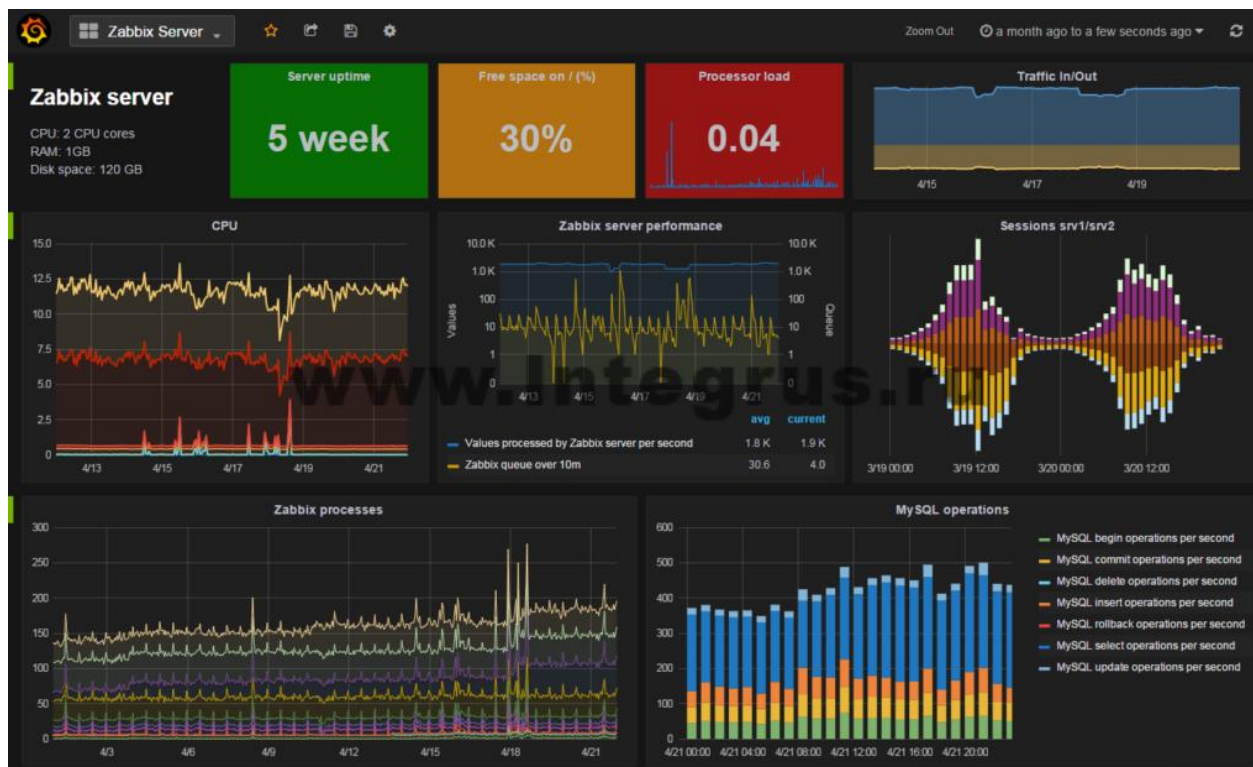 Zabbix Server
Zoom Out
a month ago to a few seconds ago
Zabbix server
CPU: 2 CPU cores
RAM: 1GB
Disk space: 120 GB
Server uptime
5 week
Free space on / (%)
30%
Processor load
0.04
Traffic In/Out
4/15 4/17 4/19
CPU
15.0
12.5
10.0
7.5
5.0
2.5
0
4/13 4/15 4/17 4/19 4/21
Zabbix server performance
10.0 K 10.0 K
1.0 K 1.0 K
100 100
10 10
1 1
0 0
Values
Queue
4/13 4/15 4/17 4/19 4/21
avg current
Values processed by Zabbix server per second 1.8 K 1.9 K
Zabbix queue over 10m 30.6 4.0
Sessions srv1/srv2
3/19 00:00 3/19 12:00 3/20 00:00 3/20 12:00
www.integrus.ru
Zabbix processes
300
250
200
150
100
50
0
4/3 4/6 4/9 4/12 4/15 4/18 4/21
MySQL operations
600
500
400
300
200
100
0
4/21 00:00 4/21 04:00 4/21 08:00 4/21 12:00 4/21 16:00 4/21 20:00
MySQL begin operations per second
MySQL commit operations per second
MySQL delete operations per second
MySQL insert operations per second
MySQL rollback operations per second
MySQL select operations per second
MySQL update operations per second